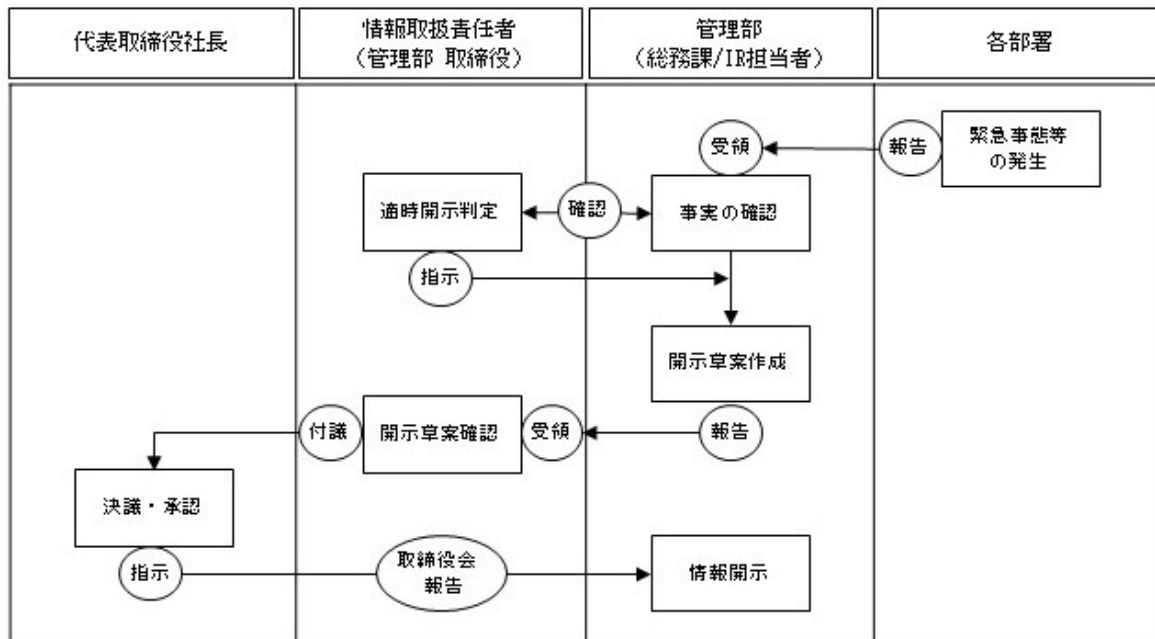 代表取締役社長
情報取扱責任者
(管理部 取締役)
管理部
(総務課/IR担当者)
各部署
緊急事態等
の発生
報告
受領
適時開示判定
確認
事実の確認
指示
開示草案作成
付議
開示草案確認
受領
報告
決議・承認
指示
取締役会
報告
情報開示